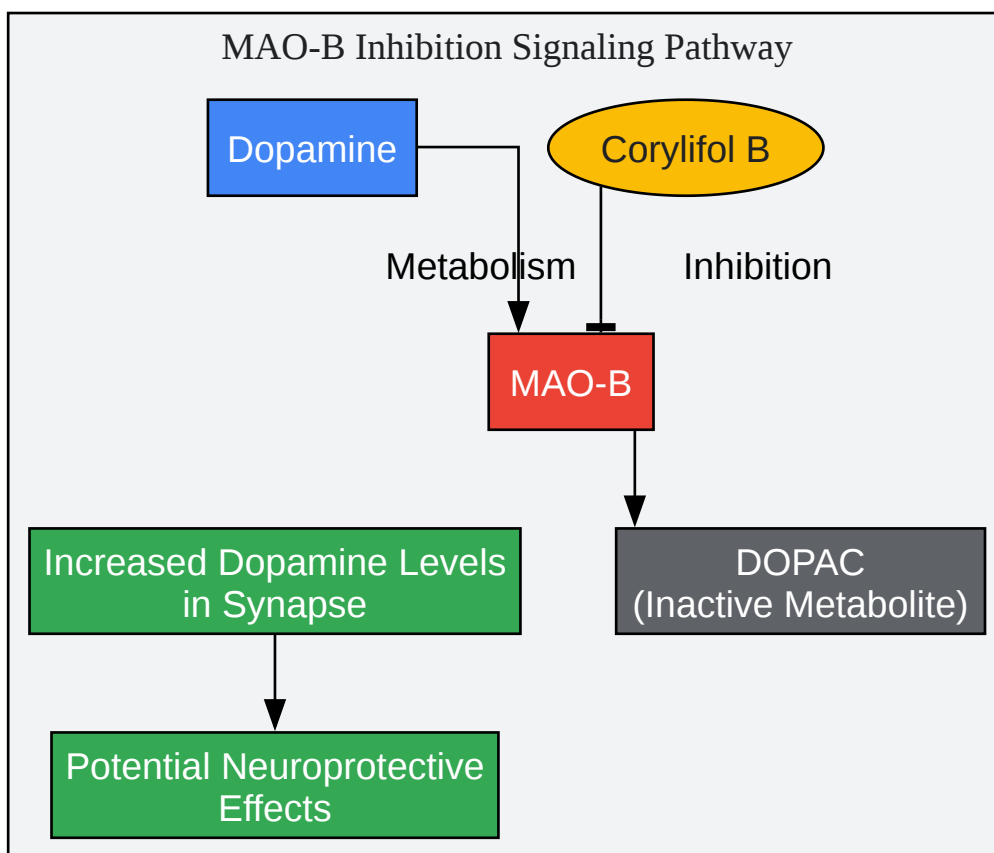 MAO-B Inhibition Signaling Pathway
Dopamine
Corylifol B
Metabolism
Inhibition
MAO-B
Increased Dopamine Levels
in Synapse
DOPAC
(Inactive Metabolite)
Potential Neuroprotective
Effects